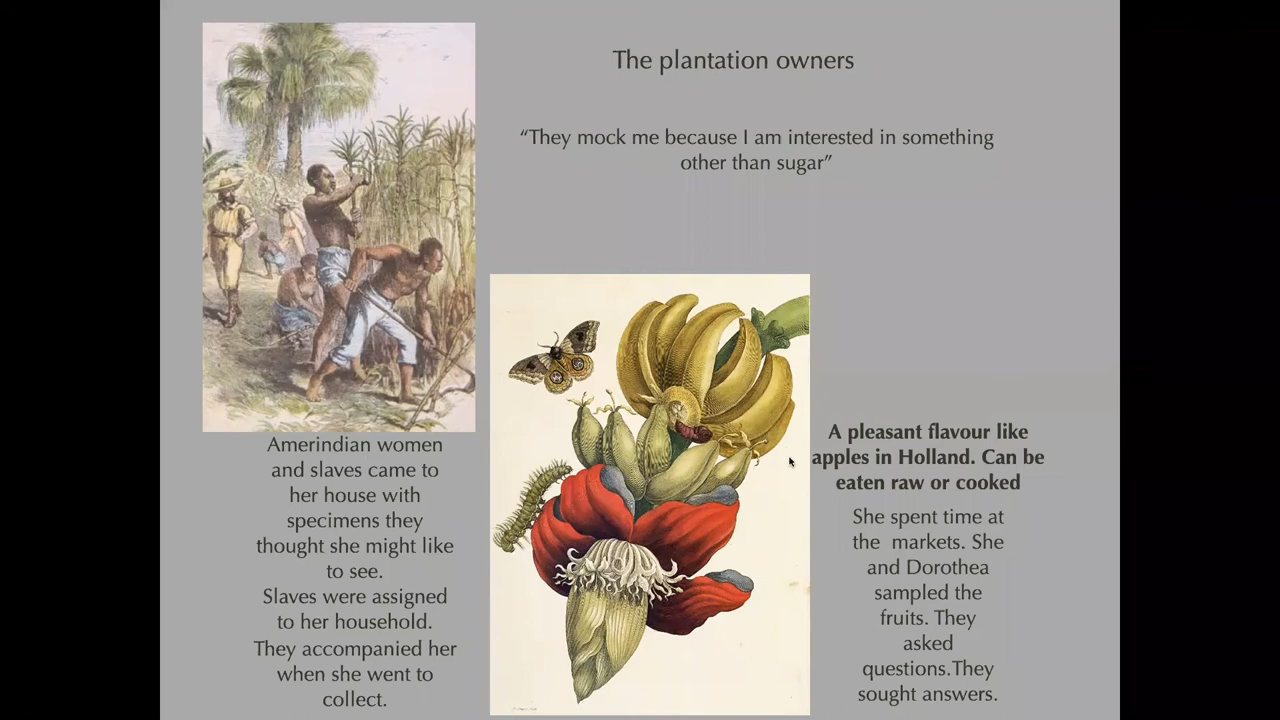 The plantation owners
“They mock me because I am interested in something
other than sugar”
Amerindian women
and slaves came to
her house with
specimens they
thought she might like
to see.
Slaves were assigned
to her household.
They accompanied her
when she went to
collect.
A pleasant flavour like
apples in Holland. Can be
eaten raw or cooked
She spent time at
the  markets. She
and Dorothea
sampled the
fruits. They
asked
questions.They
sought answers.